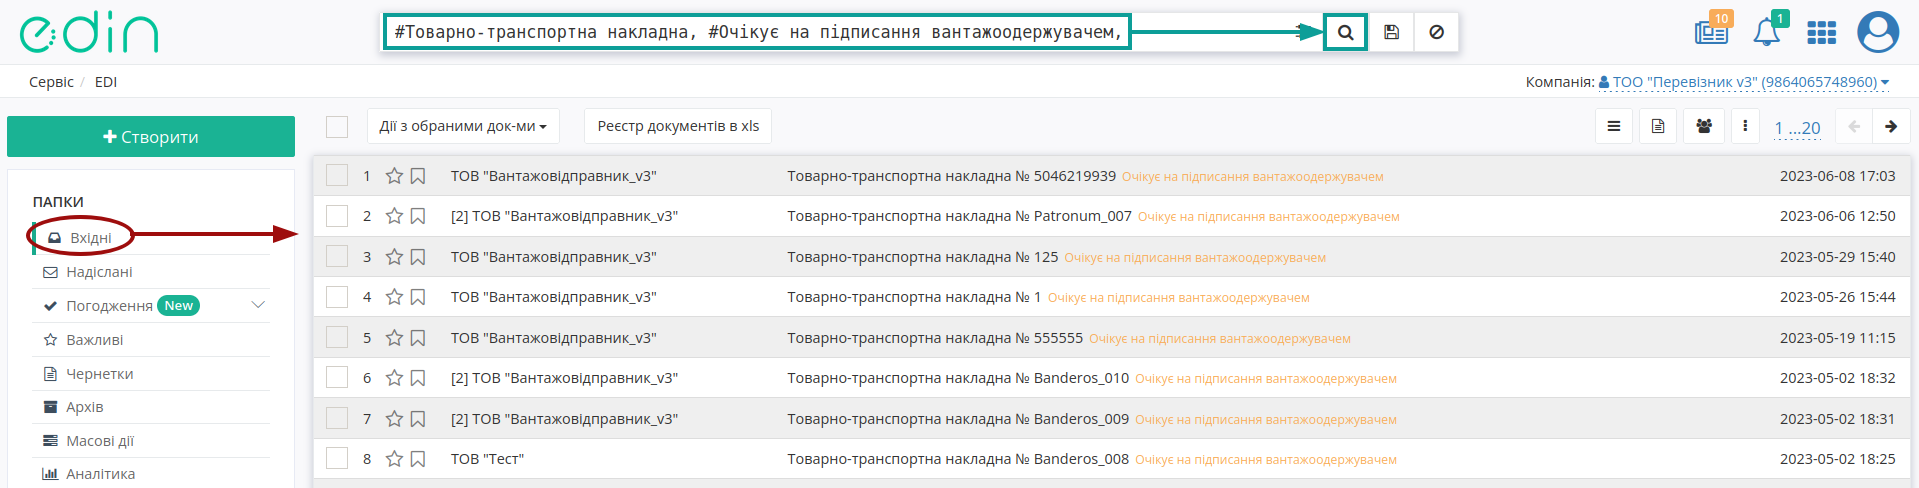 edin
#Товарно-транспортна накладна, #Очікує на підписання вантажоодержувачем,
10
1
Сервіс / EDI
Компанія: ТОО "Перевізник v3" (9864065748960)
Створити
Дії з обраними док-ми
Реєстр документів в xls
1 ...20
ПАПКИ
Вхідні
Надіслані
Погодження New
Важливі
Чернетки
Архів
Масові дії
Аналітика
1 ТОВ "Вантажовідправник_v3" Товарно-транспортна накладна № 5046219939 Очікує на підписання вантажоодержувачем 2023-06-08 17:03
2 [2] ТОВ "Вантажовідправник_v3" Товарно-транспортна накладна № Patronum_007 Очікує на підписання вантажоодержувачем 2023-06-06 12:50
3 ТОВ "Вантажовідправник_v3" Товарно-транспортна накладна № 125 Очікує на підписання вантажоодержувачем 2023-05-29 15:40
4 ТОВ "Вантажовідправник_v3" Товарно-транспортна накладна № 1 Очікує на підписання вантажоодержувачем 2023-05-26 15:44
5 ТОВ "Вантажовідправник_v3" Товарно-транспортна накладна № 555555 Очікує на підписання вантажоодержувачем 2023-05-19 11:15
6 [2] ТОВ "Вантажовідправник_v3" Товарно-транспортна накладна № Banderos_010 Очікує на підписання вантажоодержувачем 2023-05-02 18:32
7 [2] ТОВ "Вантажовідправник_v3" Товарно-транспортна накладна № Banderos_009 Очікує на підписання вантажоодержувачем 2023-05-02 18:31
8 ТОВ "Тест" Товарно-транспортна накладна № Banderos_008 Очікує на підписання вантажоодержувачем 2023-05-02 18:25